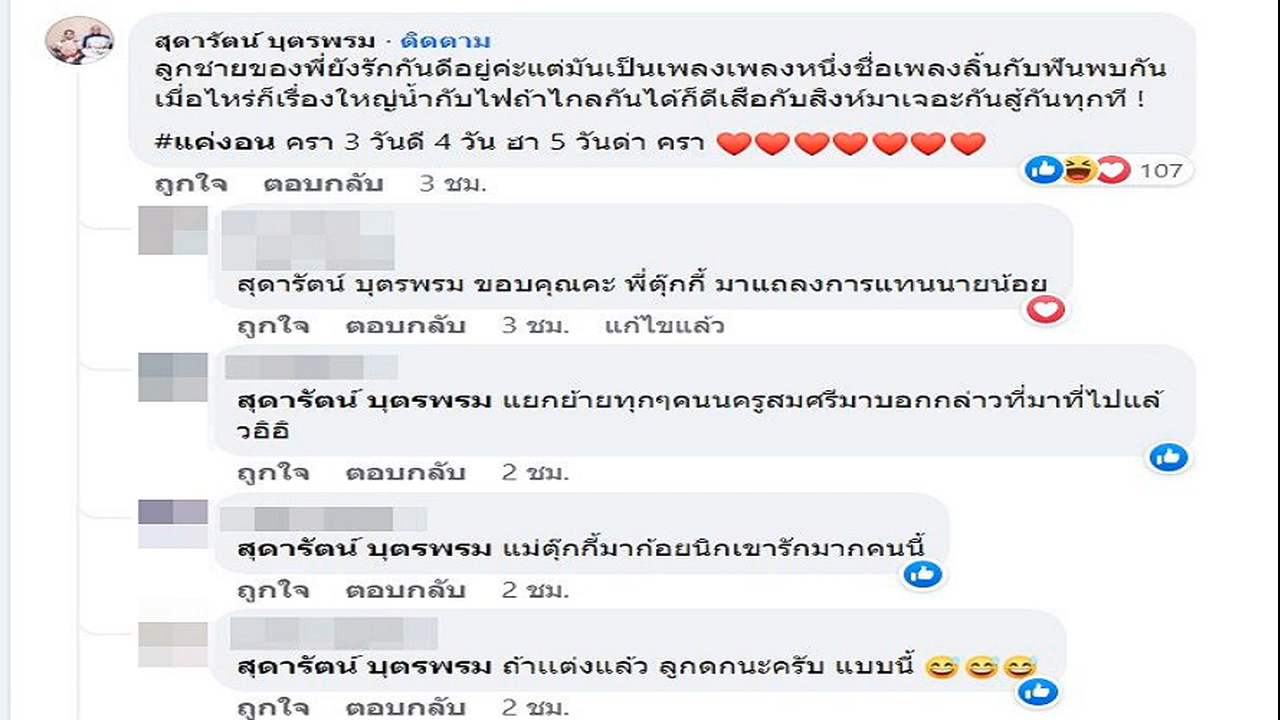 สุดารัตน์ บุตรพรม · ติดตาม
ลูกชายของพี่ยังรักกันดีอยู่ค่ะแต่มันเป็นเพลงเพลงหนึ่งชื่อเพลงลิ้นกับฟันพบกัน
เมื่อไหร่ก็เรื่องใหญ่น้ำกับไฟถ้าไกลกันได้ก็ดีเสือกับสิงห์มาเจอะกันสู้กันทุกที !
#แค่งอน ครา 3 วันดี 4 วัน ฮา 5 วันด่า ครา ❤️❤️❤️❤️❤️❤️❤️
107
ถูกใจ ตอบกลับ 3 ชม.
สุดารัตน์ บุตรพรม ขอบคุณคะ พี่ตุ๊กกี้ มาแถลงการแทนนายน้อย
ถูกใจ ตอบกลับ 3 ชม. แก้ไขแล้ว
สุดารัตน์ บุตรพรม แยกย้ายทุกๆคนนครูสมศรีมาบอกกล่าวที่มาที่ไปแล้
วอิอิ
ถูกใจ ตอบกลับ 2 ชม.
สุดารัตน์ บุตรพรม แม่ตุ๊กกี้มาก้อยนิกเขารักมากคนนี้
ถูกใจ ตอบกลับ 2 ชม.
สุดารัตน์ บุตรพรม ถ้าแต่งแล้ว ลูกดกนะครับ แบบนี้ 😅😅😅
ถูกใจ ตอบกลับ 2 ชม.